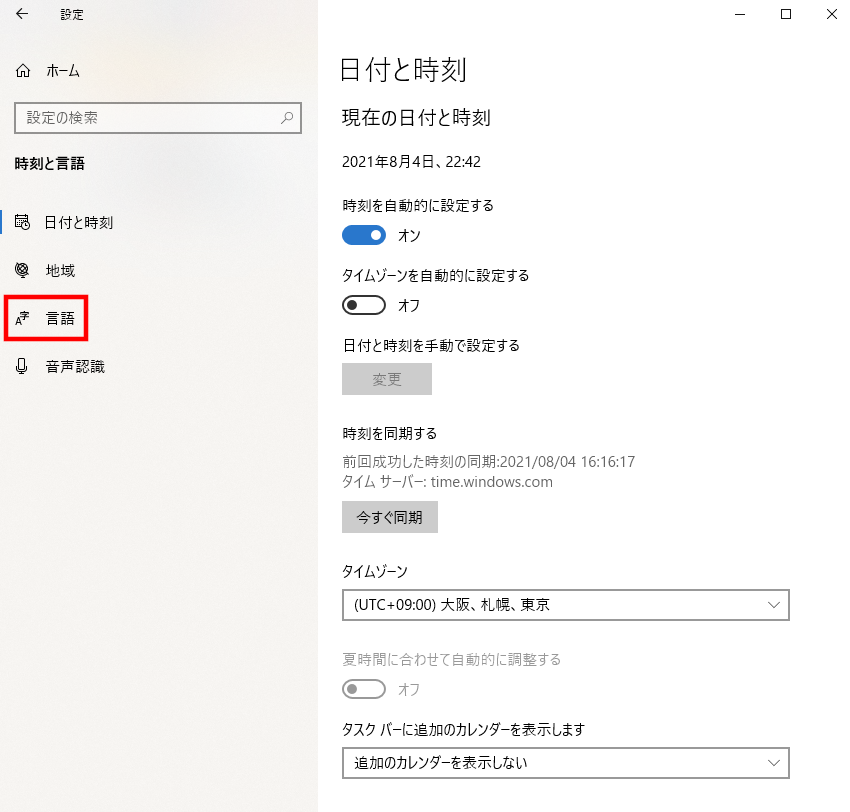 設定
ホーム
設定の検索
時刻と言語
日付と時刻
地域
A字 言語
音声認識
日付と時刻
現在の日付と時刻
2021年8月4日、22:42
時刻を自動的に設定する
オン
タイムゾーンを自動的に設定する
オフ
日付と時刻を手動で設定する
変更
時刻を同期する
前回成功した時刻の同期:2021/08/04 16:16:17
タイム サーバー: time.windows.com
今すぐ同期
タイムゾーン
(UTC+09:00) 大阪、札幌、東京
夏時間に合わせて自動的に調整する
オフ
タスク バーに追加のカレンダーを表示します
追加のカレンダーを表示しない